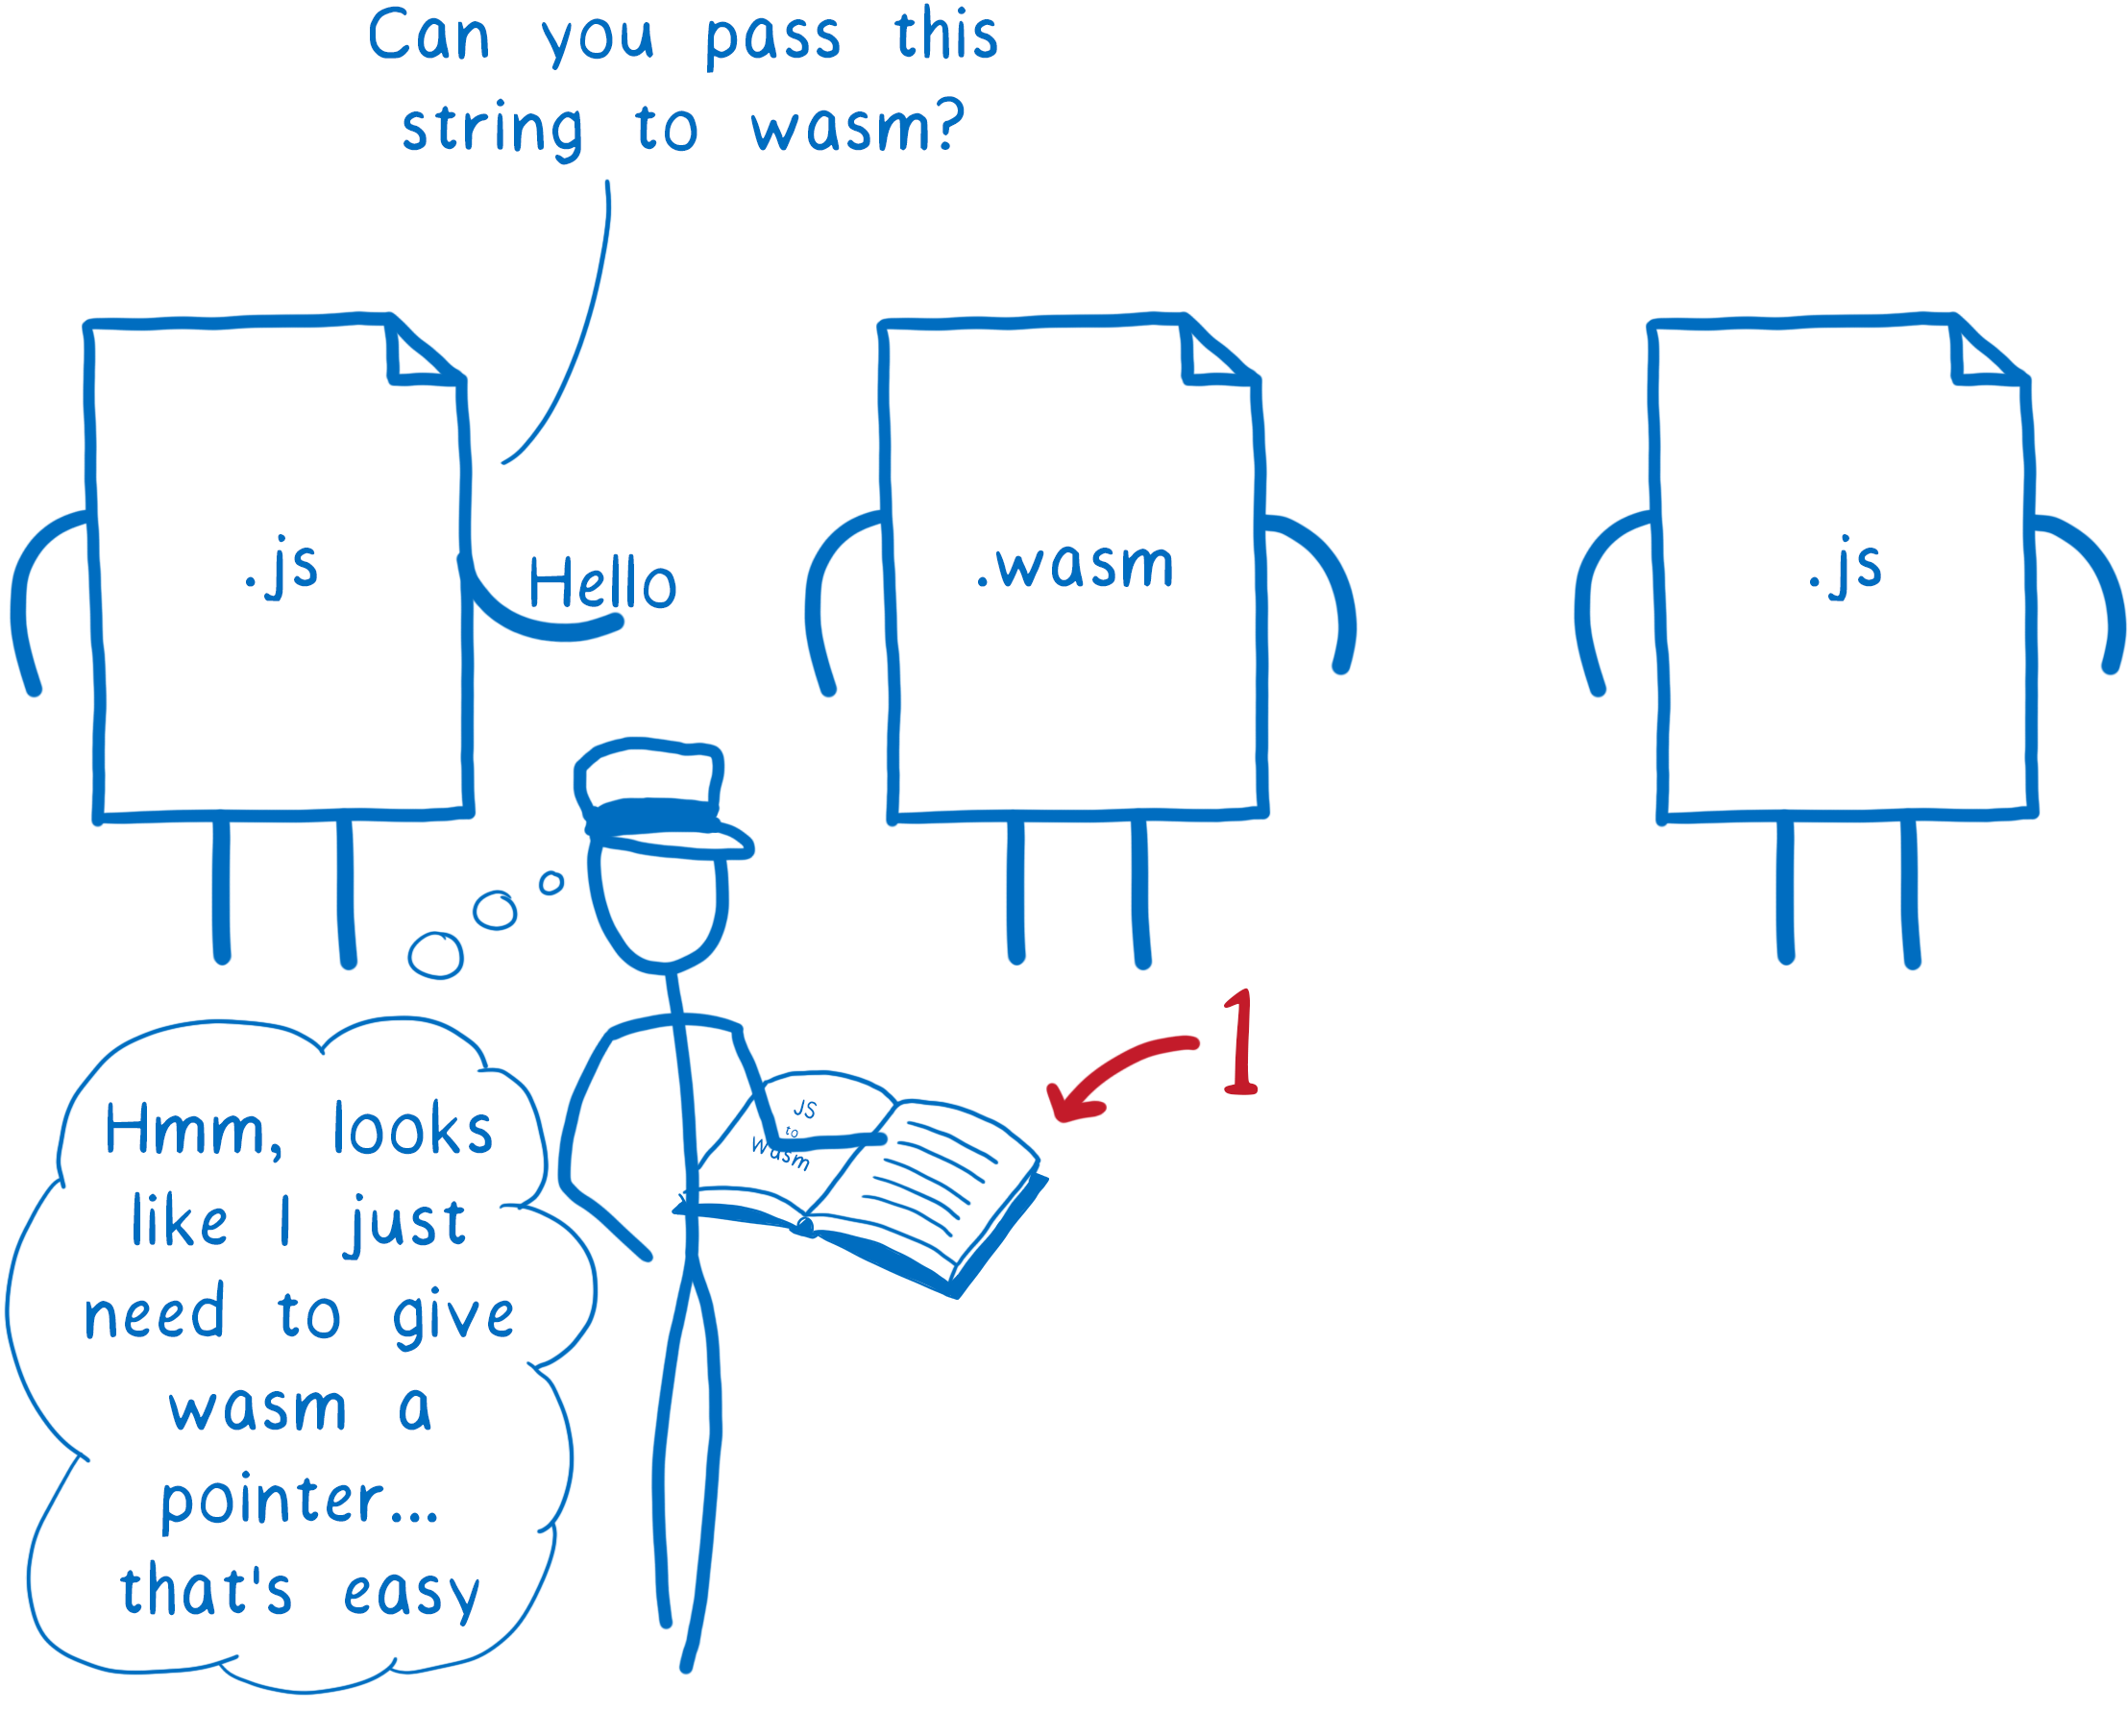 Can you pass this
string to wasm?
.js
Hello
.wasm
.js
1
JS
to
wasm
Hmm, looks
like I just
need to give
wasm a
pointer...
that's easy